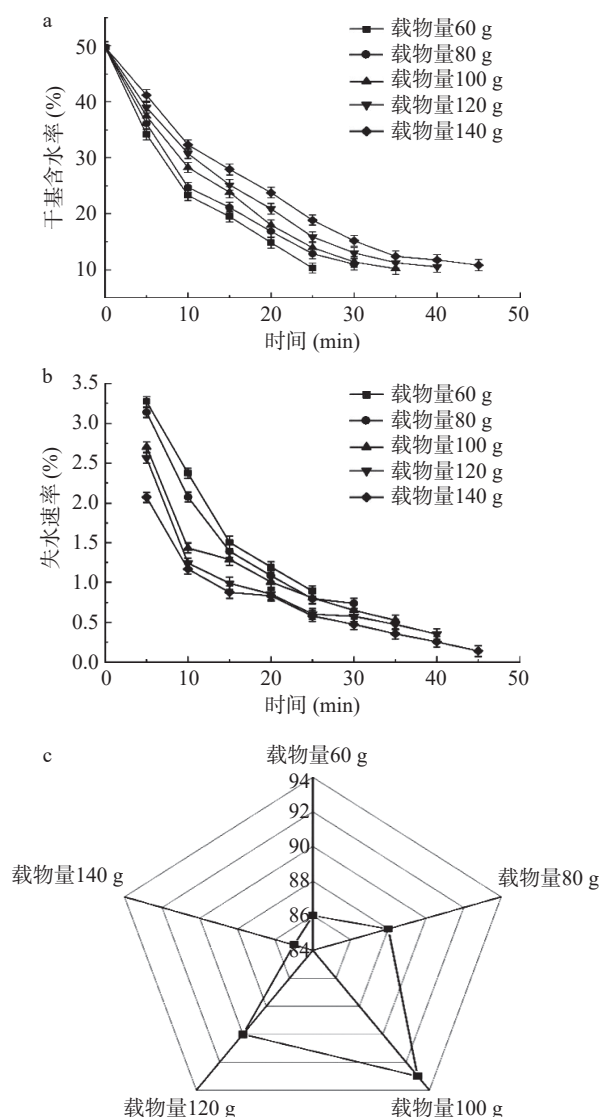 a
50
40
30
20
10
干基含水率 (%)
载物量60 g
载物量80 g
载物量100 g
载物量120 g
载物量140 g
0 10 20 30 40 50
时间 (min)
b
3.5
3.0
2.5
2.0
1.5
1.0
0.5
0.0
失水速率 (%)
载物量60 g
载物量80 g
载物量100 g
载物量120 g
载物量140 g
0 10 20 30 40 50
时间 (min)
c
载物量60 g
94
92
90
88
86
84
载物量140 g
载物量80 g
载物量120 g
载物量100 g